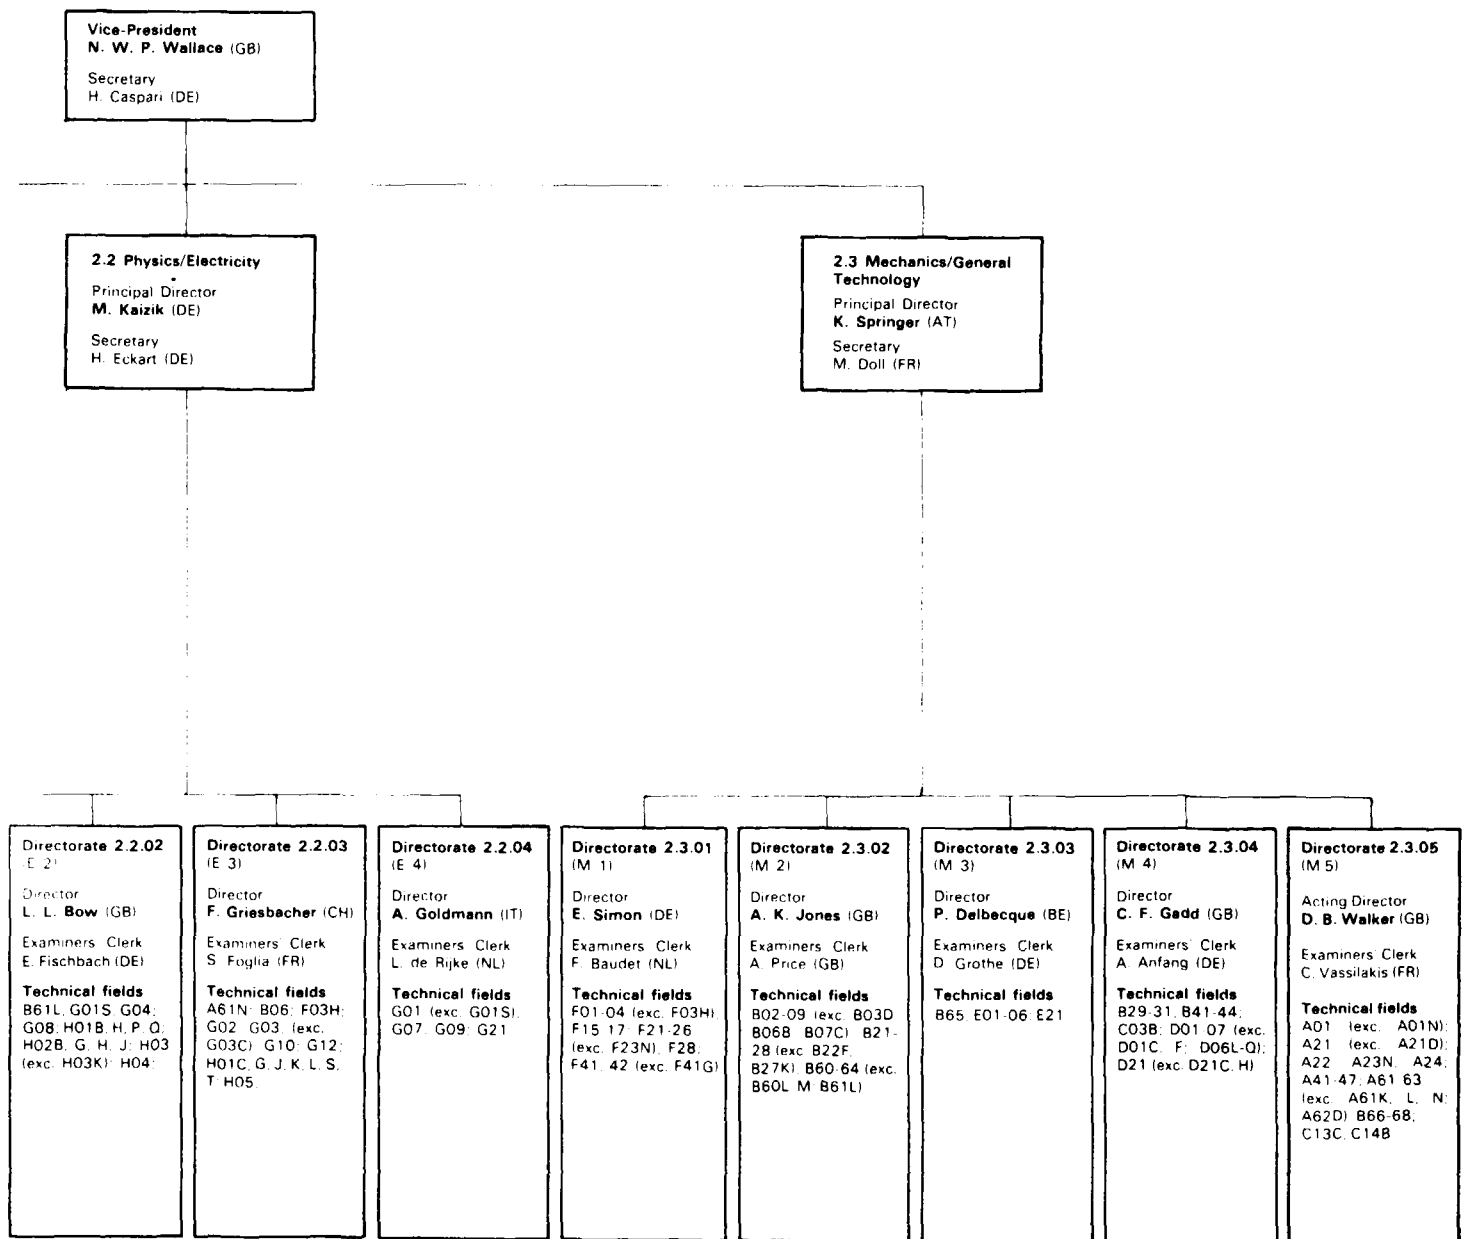 Vice-President
N. W. P. Wallace (GB)
Secretary
H. Caspari (DE)
2.2 Physics/Electricity
Principal Director
M. Kaizik (DE)
Secretary
H. Eckart (DE)
2.3 Mechanics/General
Technology
Principal Director
K. Springer (AT)
Secretary
M. Doll (FR)
Directorate 2.2.02
(E 2)
Director
L. L. Bow (GB)
Examiners Clerk
E. Fischbach (DE)
Technical fields
B61L, G01S, G04;
G08; H01B, H, P, Q;
H02B, G, H, J; H03
(exc. H03K); H04;
Directorate 2.2.03
(E 3)
Director
F. Griesbacher (CH)
Examiners' Clerk
S. Foglia (FR)
Technical fields
A61N; B06; F03H;
G02 G03, (exc.
G03C) G10; G12;
H01C, G, J, K, L, S,
T H05
Directorate 2.2.04
(E 4)
Director
A. Goldmann (IT)
Examiners Clerk
L. de Rijke (NL)
Technical fields
G01 (exc. G01S),
G07, G09; G21
Directorate 2.3.01
(M 1)
Director
E. Simon (DE)
Examiners' Clerk
F. Baudet (NL)
Technical fields
F01-04 (exc. F03H)
F15-17; F21-26
(exc. F23N), F28;
F41, 42 (exc. F41G)
Directorate 2.3.02
(M 2)
Director
A. K. Jones (GB)
Examiners Clerk
A. Price (GB)
Technical fields
B02-09 (exc. B03D
B06B B07C) B21-
28 (exc B22F,
B27K) B60-64 (exc.
B60L M B61L)
Directorate 2.3.03
(M 3)
Director
P. Delbecque (BE)
Examiners Clerk
D. Grothe (DE)
Technical fields
B65, E01-06; E21
Directorate 2.3.04
(M 4)
Director
C. F. Gadd (GB)
Examiners' Clerk
A. Anfang (DE)
Technical fields
B29-31, B41-44;
C03B; D01-07 (exc.
D01C, F; D06L-Q);
D21 (exc. D21C, H)
Directorate 2.3.05
(M 5)
Acting Director
D. B. Walker (GB)
Examiners' Clerk
C. Vassilakis (FR)
Technical fields
A01 (exc. A01N);
A21 (exc. A21D);
A22 A23N, A24;
A41-47; A61-63
(exc. A61K, L, N;
A62D) B66-68;
C13C, C14B